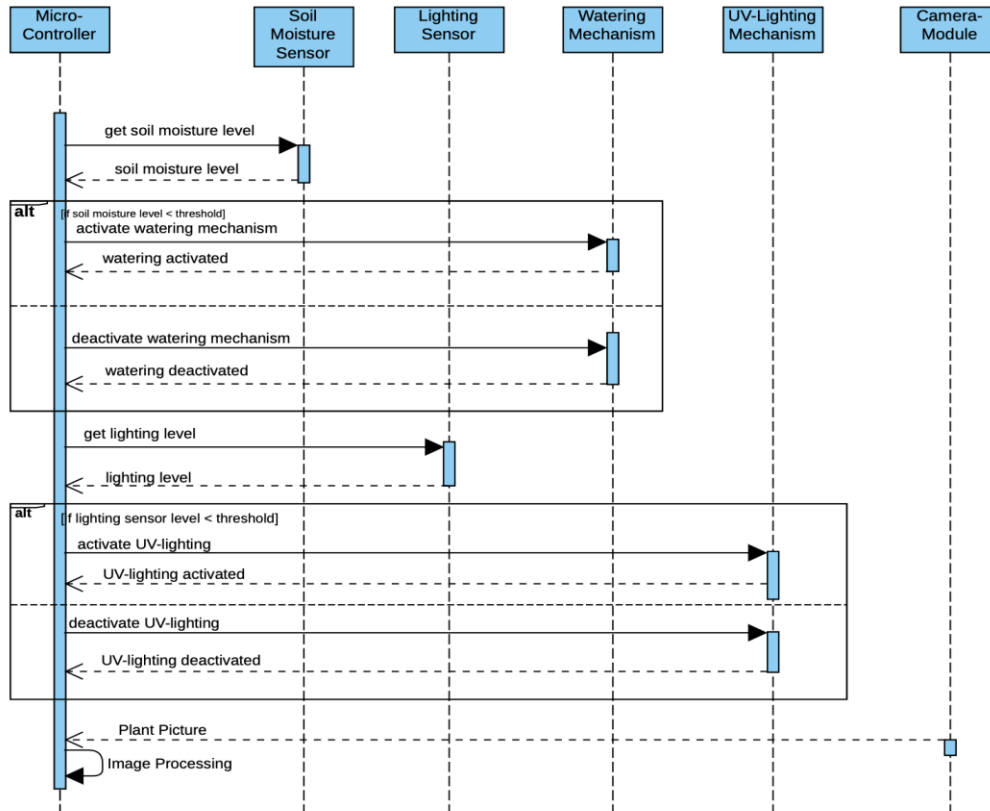 Micro-
Controller
Soil
Moisture
Sensor
Lighting
Sensor
Watering
Mechanism
UV-Lighting
Mechanism
Camera-
Module
get soil moisture level
soil moisture level
alt
[if soil moisture level < threshold]
activate watering mechanism
watering activated
deactivate watering mechanism
watering deactivated
get lighting level
lighting level
alt
[if lighting sensor level < threshold]
activate UV-lighting
UV-lighting activated
deactivate UV-lighting
UV-lighting deactivated
Plant Picture
Image Processing